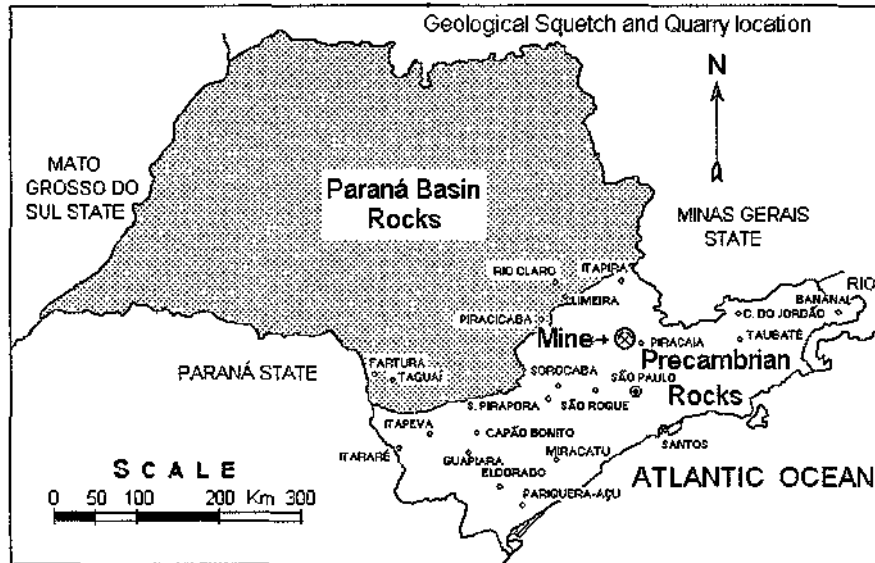 Geological Squetch and Quarry location
N
MATO
GROSSO DO
SUL STATE
Paraná Basin
Rocks
MINAS GERAIS
STATE
RIO CLARO
ITAPIRA
LIMEIRA
RIO
BANANAL
C. DO JORDÃO
PIRACICABA
Mine→
PIRACAIA
TAUBATÉ
Precambrian
Rocks
PARANÁ STATE
FARTURA
TAGUAÍ
SOROCABA
SÃO PAULO
S. PIRAPORA
SÃO ROQUE
ITAPEVA
CAPÃO BONITO
SANTOS
ITARARÉ
GUAPIARA
MIRACATU
ELDORADO
PARIQUERA-AÇU
ATLANTIC OCEAN
SCALE
0 50 100 200 Km 300